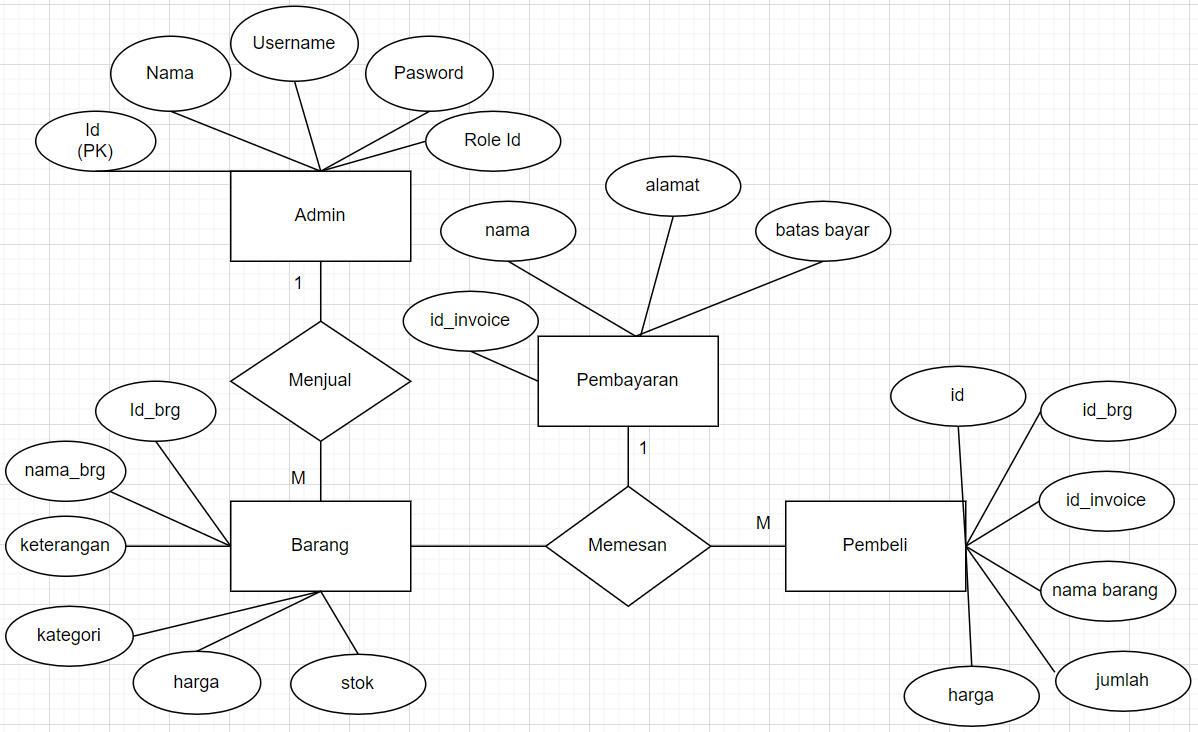 Username
Nama
Pasword
Id
(PK)
Role Id
Admin
alamat
nama
batas bayar
1
id_invoice
Menjual
Pembayaran
id
Id_brg
id_brg
1
nama_brg
M
id_invoice
M
keterangan
Barang
Memesan
Pembeli
nama barang
kategori
harga
stok
jumlah
harga